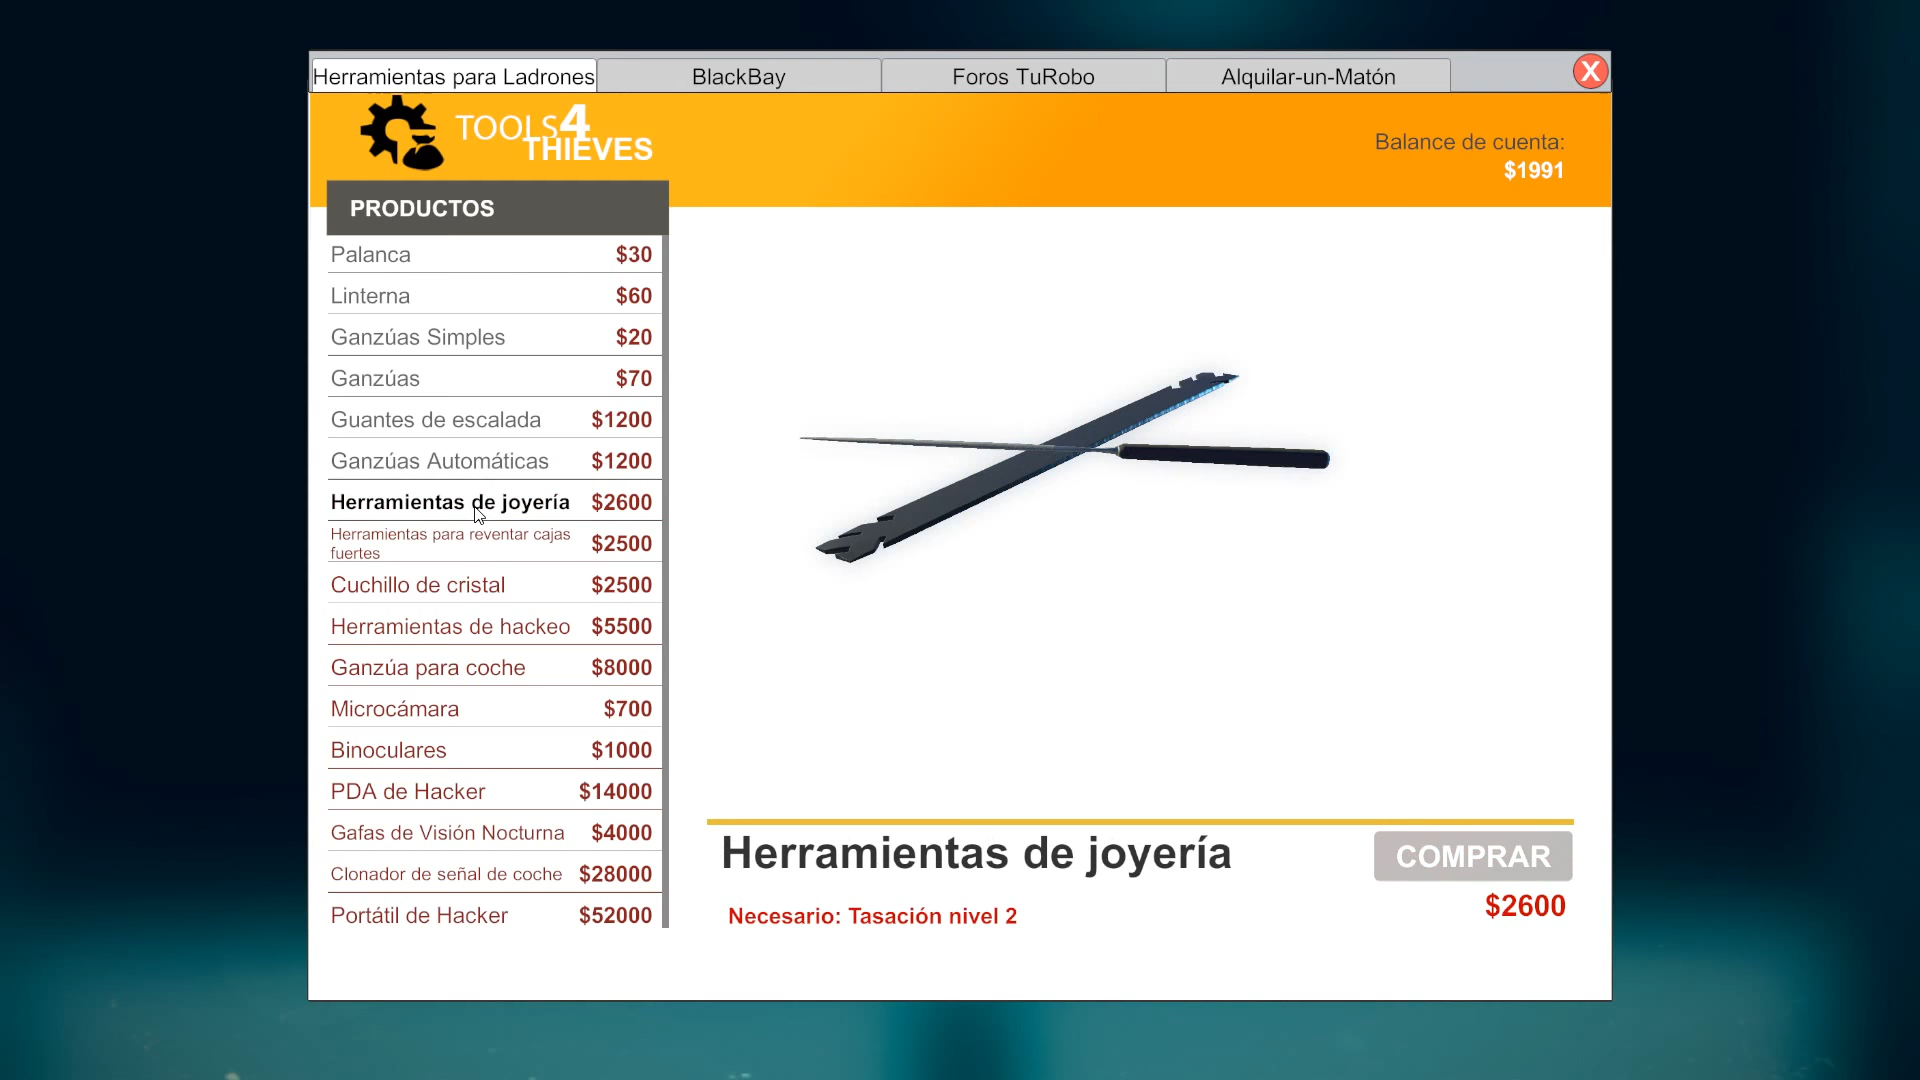 Herramientas para Ladrones
BlackBay
Foros TuRobo
Alquilar-un-Matón
X
TOOLS4
THIEVES
Balance de cuenta:
$1991
PRODUCTOS
Palanca $30
Linterna $60
Ganzúas Simples $20
Ganzúas $70
Guantes de escalada $1200
Ganzúas Automáticas $1200
Herramientas de joyería $2600
Herramientas para reventar cajas
fuertes $2500
Cuchillo de cristal $2500
Herramientas de hackeo $5500
Ganzúa para coche $8000
Microcámara $700
Binoculares $1000
PDA de Hacker $14000
Gafas de Visión Nocturna $4000
Clonador de señal de coche $28000
Portátil de Hacker $52000
Herramientas de joyería
COMPRAR
Necesario: Tasación nivel 2
$2600